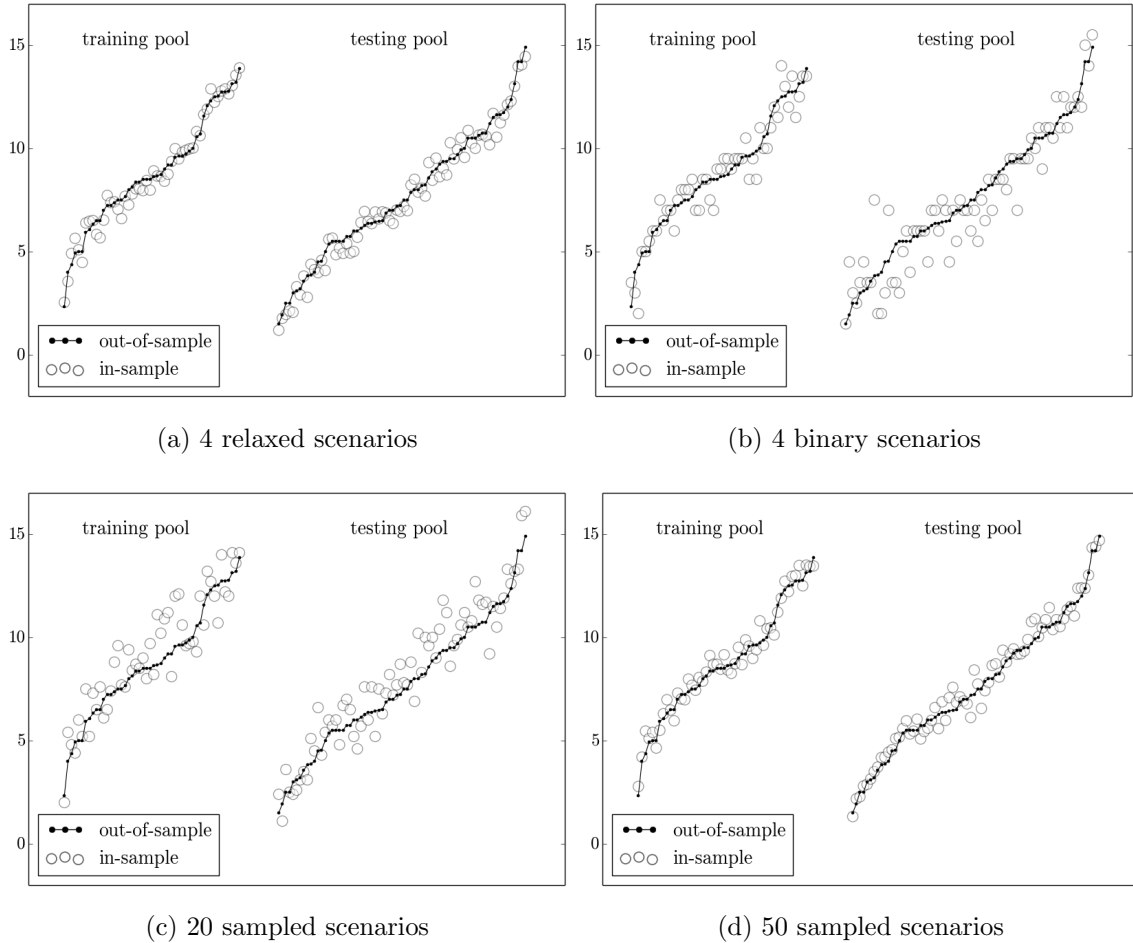 training pool
testing pool
15
10
5
0
out-of-sample
in-sample
(a) 4 relaxed scenarios
training pool
testing pool
15
10
5
0
out-of-sample
in-sample
(b) 4 binary scenarios
training pool
testing pool
15
10
5
0
out-of-sample
in-sample
(c) 20 sampled scenarios
training pool
testing pool
15
10
5
0
out-of-sample
in-sample
(d) 50 sampled scenarios